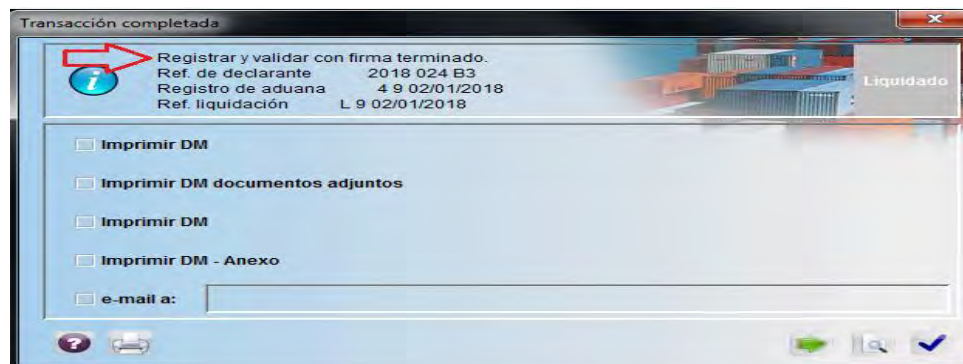 Transacción completada
Registrar y validar con firma terminado.
Ref. de declarante 2018 024 B3
Registro de aduana 4 9 02/01/2018
Ref. liquidación L 9 02/01/2018
Liquidado
Imprimir DM
Imprimir DM documentos adjuntos
Imprimir DM
Imprimir DM - Anexo
e-mail a: